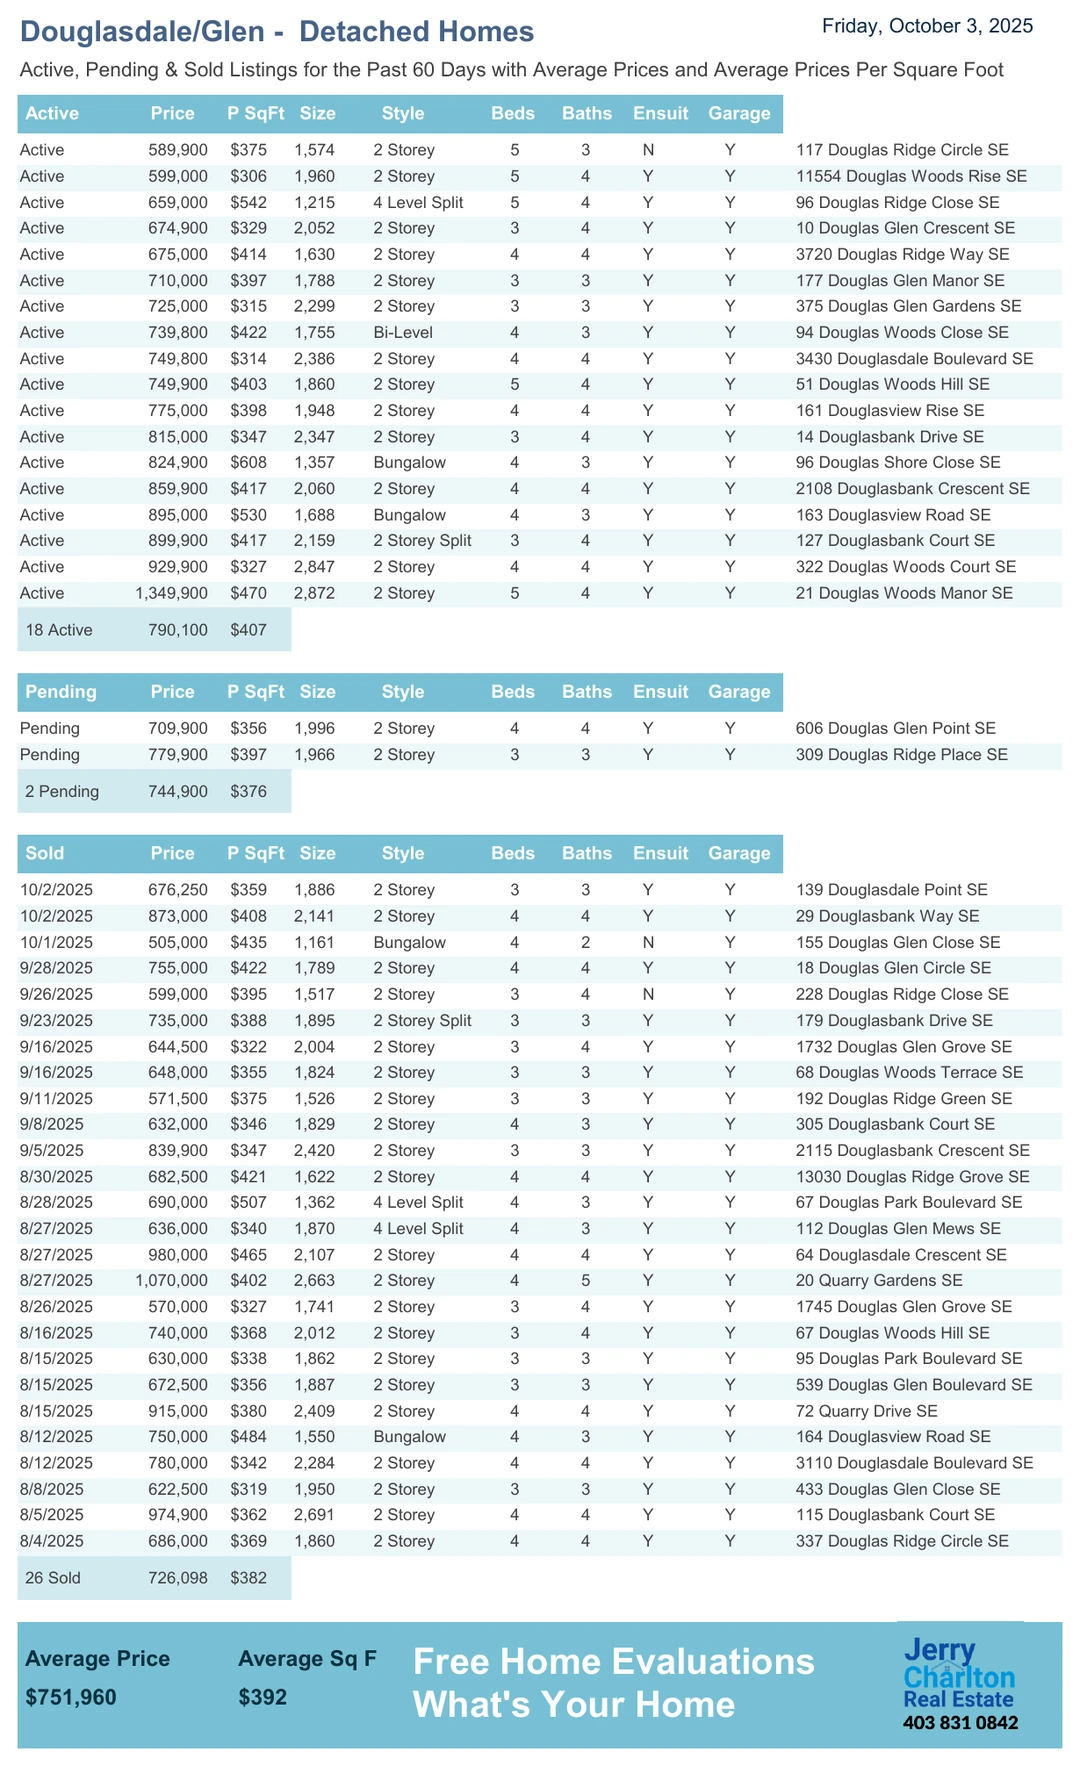 Douglasdale/Glen - Detached Homes
Friday, October 3, 2025
Active, Pending & Sold Listings for the Past 60 Days with Average Prices and Average Prices Per Square Foot
Active Price P SqFt Size Style Beds Baths Ensuit Garage
Active 589,900 $375 1,574 2 Storey 5 3 N Y 117 Douglas Ridge Circle SE
Active 599,000 $306 1,960 2 Storey 5 4 Y Y 11554 Douglas Woods Rise SE
Active 659,000 $542 1,215 4 Level Split 5 4 Y Y 96 Douglas Ridge Close SE
Active 674,900 $329 2,052 2 Storey 3 4 Y Y 10 Douglas Glen Crescent SE
Active 675,000 $414 1,630 2 Storey 4 4 Y Y 3720 Douglas Ridge Way SE
Active 710,000 $397 1,788 2 Storey 3 3 Y Y 177 Douglas Glen Manor SE
Active 725,000 $315 2,299 2 Storey 3 3 Y Y 375 Douglas Glen Gardens SE
Active 739,800 $422 1,755 Bi-Level 4 3 Y Y 94 Douglas Woods Close SE
Active 749,800 $314 2,386 2 Storey 4 4 Y Y 3430 Douglasdale Boulevard SE
Active 749,900 $403 1,860 2 Storey 5 4 Y Y 51 Douglas Woods Hill SE
Active 775,000 $398 1,948 2 Storey 4 4 Y Y 161 Douglasview Rise SE
Active 815,000 $347 2,347 2 Storey 3 4 Y Y 14 Douglasbank Drive SE
Active 824,900 $608 1,357 Bungalow 4 3 Y Y 96 Douglas Shore Close SE
Active 859,900 $417 2,060 2 Storey 4 4 Y Y 2108 Douglasbank Crescent SE
Active 895,000 $530 1,688 Bungalow 4 3 Y Y 163 Douglasview Road SE
Active 899,900 $417 2,159 2 Storey Split 3 4 Y Y 127 Douglasbank Court SE
Active 929,900 $327 2,847 2 Storey 4 4 Y Y 322 Douglas Woods Court SE
Active 1,349,900 $470 2,872 2 Storey 5 4 Y Y 21 Douglas Woods Manor SE
18 Active 790,100 $407
Pending Price P SqFt Size Style Beds Baths Ensuit Garage
Pending 709,900 $356 1,996 2 Storey 4 4 Y Y 606 Douglas Glen Point SE
Pending 779,900 $397 1,966 2 Storey 3 3 Y Y 309 Douglas Ridge Place SE
2 Pending 744,900 $376
Sold Price P SqFt Size Style Beds Baths Ensuit Garage
10/2/2025 676,250 $359 1,886 2 Storey 3 3 Y Y 139 Douglasdale Point SE
10/2/2025 873,000 $408 2,141 2 Storey 4 4 Y Y 29 Douglasbank Way SE
10/1/2025 505,000 $435 1,161 Bungalow 4 2 N Y 155 Douglas Glen Close SE
9/28/2025 755,000 $422 1,789 2 Storey 4 4 Y Y 18 Douglas Glen Circle SE
9/26/2025 599,000 $395 1,517 2 Storey 3 4 N Y 228 Douglas Ridge Close SE
9/23/2025 735,000 $388 1,895 2 Storey Split 3 3 Y Y 179 Douglasbank Drive SE
9/16/2025 644,500 $322 2,004 2 Storey 3 4 Y Y 1732 Douglas Glen Grove SE
9/16/2025 648,000 $355 1,824 2 Storey 3 3 Y Y 68 Douglas Woods Terrace SE
9/11/2025 571,500 $375 1,526 2 Storey 3 3 Y Y 192 Douglas Ridge Green SE
9/8/2025 632,000 $346 1,829 2 Storey 4 3 Y Y 305 Douglasbank Court SE
9/5/2025 839,900 $347 2,420 2 Storey 3 3 Y Y 2115 Douglasbank Crescent SE
8/30/2025 682,500 $421 1,622 2 Storey 4 4 Y Y 13030 Douglas Ridge Grove SE
8/28/2025 690,000 $507 1,362 4 Level Split 4 3 Y Y 67 Douglas Park Boulevard SE
8/27/2025 636,000 $340 1,870 4 Level Split 4 3 Y Y 112 Douglas Glen Mews SE
8/27/2025 980,000 $465 2,107 2 Storey 4 4 Y Y 64 Douglasdale Crescent SE
8/27/2025 1,070,000 $402 2,663 2 Storey 4 5 Y Y 20 Quarry Gardens SE
8/26/2025 570,000 $327 1,741 2 Storey 3 4 Y Y 1745 Douglas Glen Grove SE
8/16/2025 740,000 $368 2,012 2 Storey 3 4 Y Y 67 Douglas Woods Hill SE
8/15/2025 630,000 $338 1,862 2 Storey 3 3 Y Y 95 Douglas Park Boulevard SE
8/15/2025 672,500 $356 1,887 2 Storey 3 3 Y Y 539 Douglas Glen Boulevard SE
8/15/2025 915,000 $380 2,409 2 Storey 4 4 Y Y 72 Quarry Drive SE
8/12/2025 750,000 $484 1,550 Bungalow 4 3 Y Y 164 Douglasview Road SE
8/12/2025 780,000 $342 2,284 2 Storey 4 4 Y Y 3110 Douglasdale Boulevard SE
8/8/2025 622,500 $319 1,950 2 Storey 3 3 Y Y 433 Douglas Glen Close SE
8/5/2025 974,900 $362 2,691 2 Storey 4 4 Y Y 115 Douglasbank Court SE
8/4/2025 686,000 $369 1,860 2 Storey 4 4 Y Y 337 Douglas Ridge Circle SE
26 Sold 726,098 $382
Average Price Average Sq F
$751,960 $392
Free Home Evaluations
What's Your Home
Jerry
Charlton
Real Estate
403 831 0842